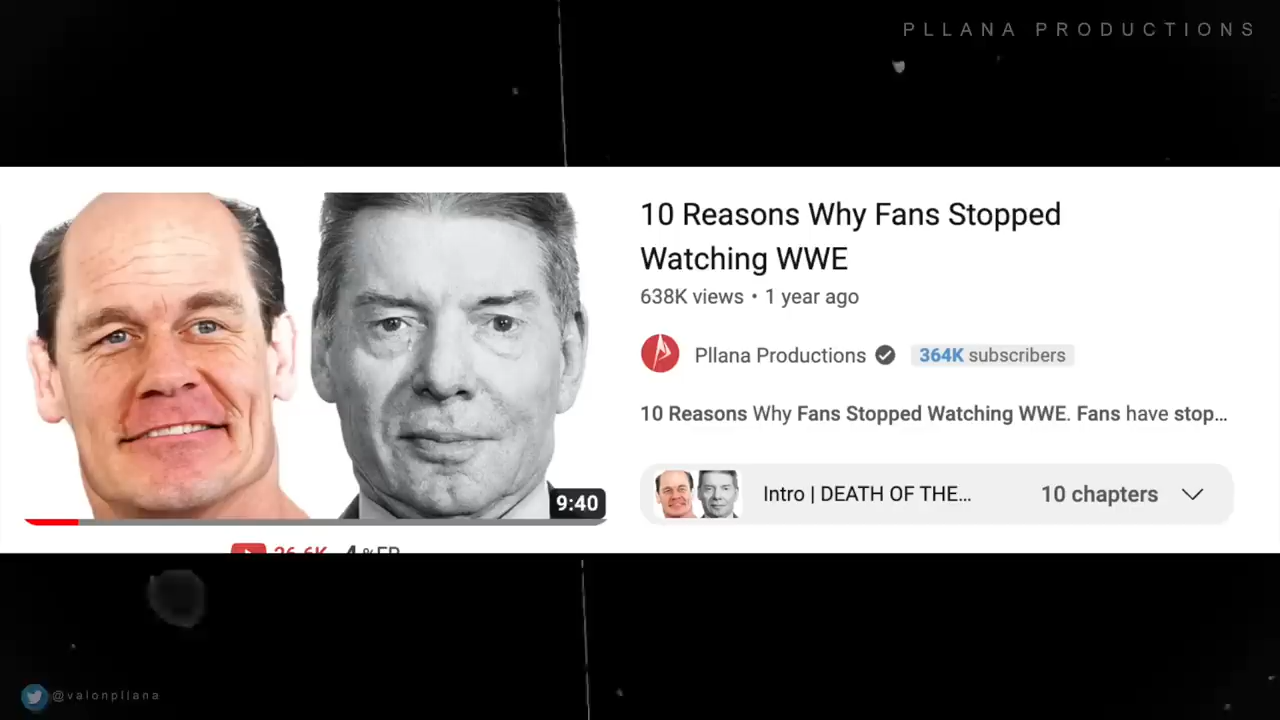 PLLANA PRODUCTIONS
10 Reasons Why Fans Stopped
Watching WWE
638K views • 1 year ago
Pllana Productions
364K subscribers
10 Reasons Why Fans Stopped Watching WWE. Fans have stop...
9:40
Intro | DEATH OF THE...
10 chapters
@valonpllana